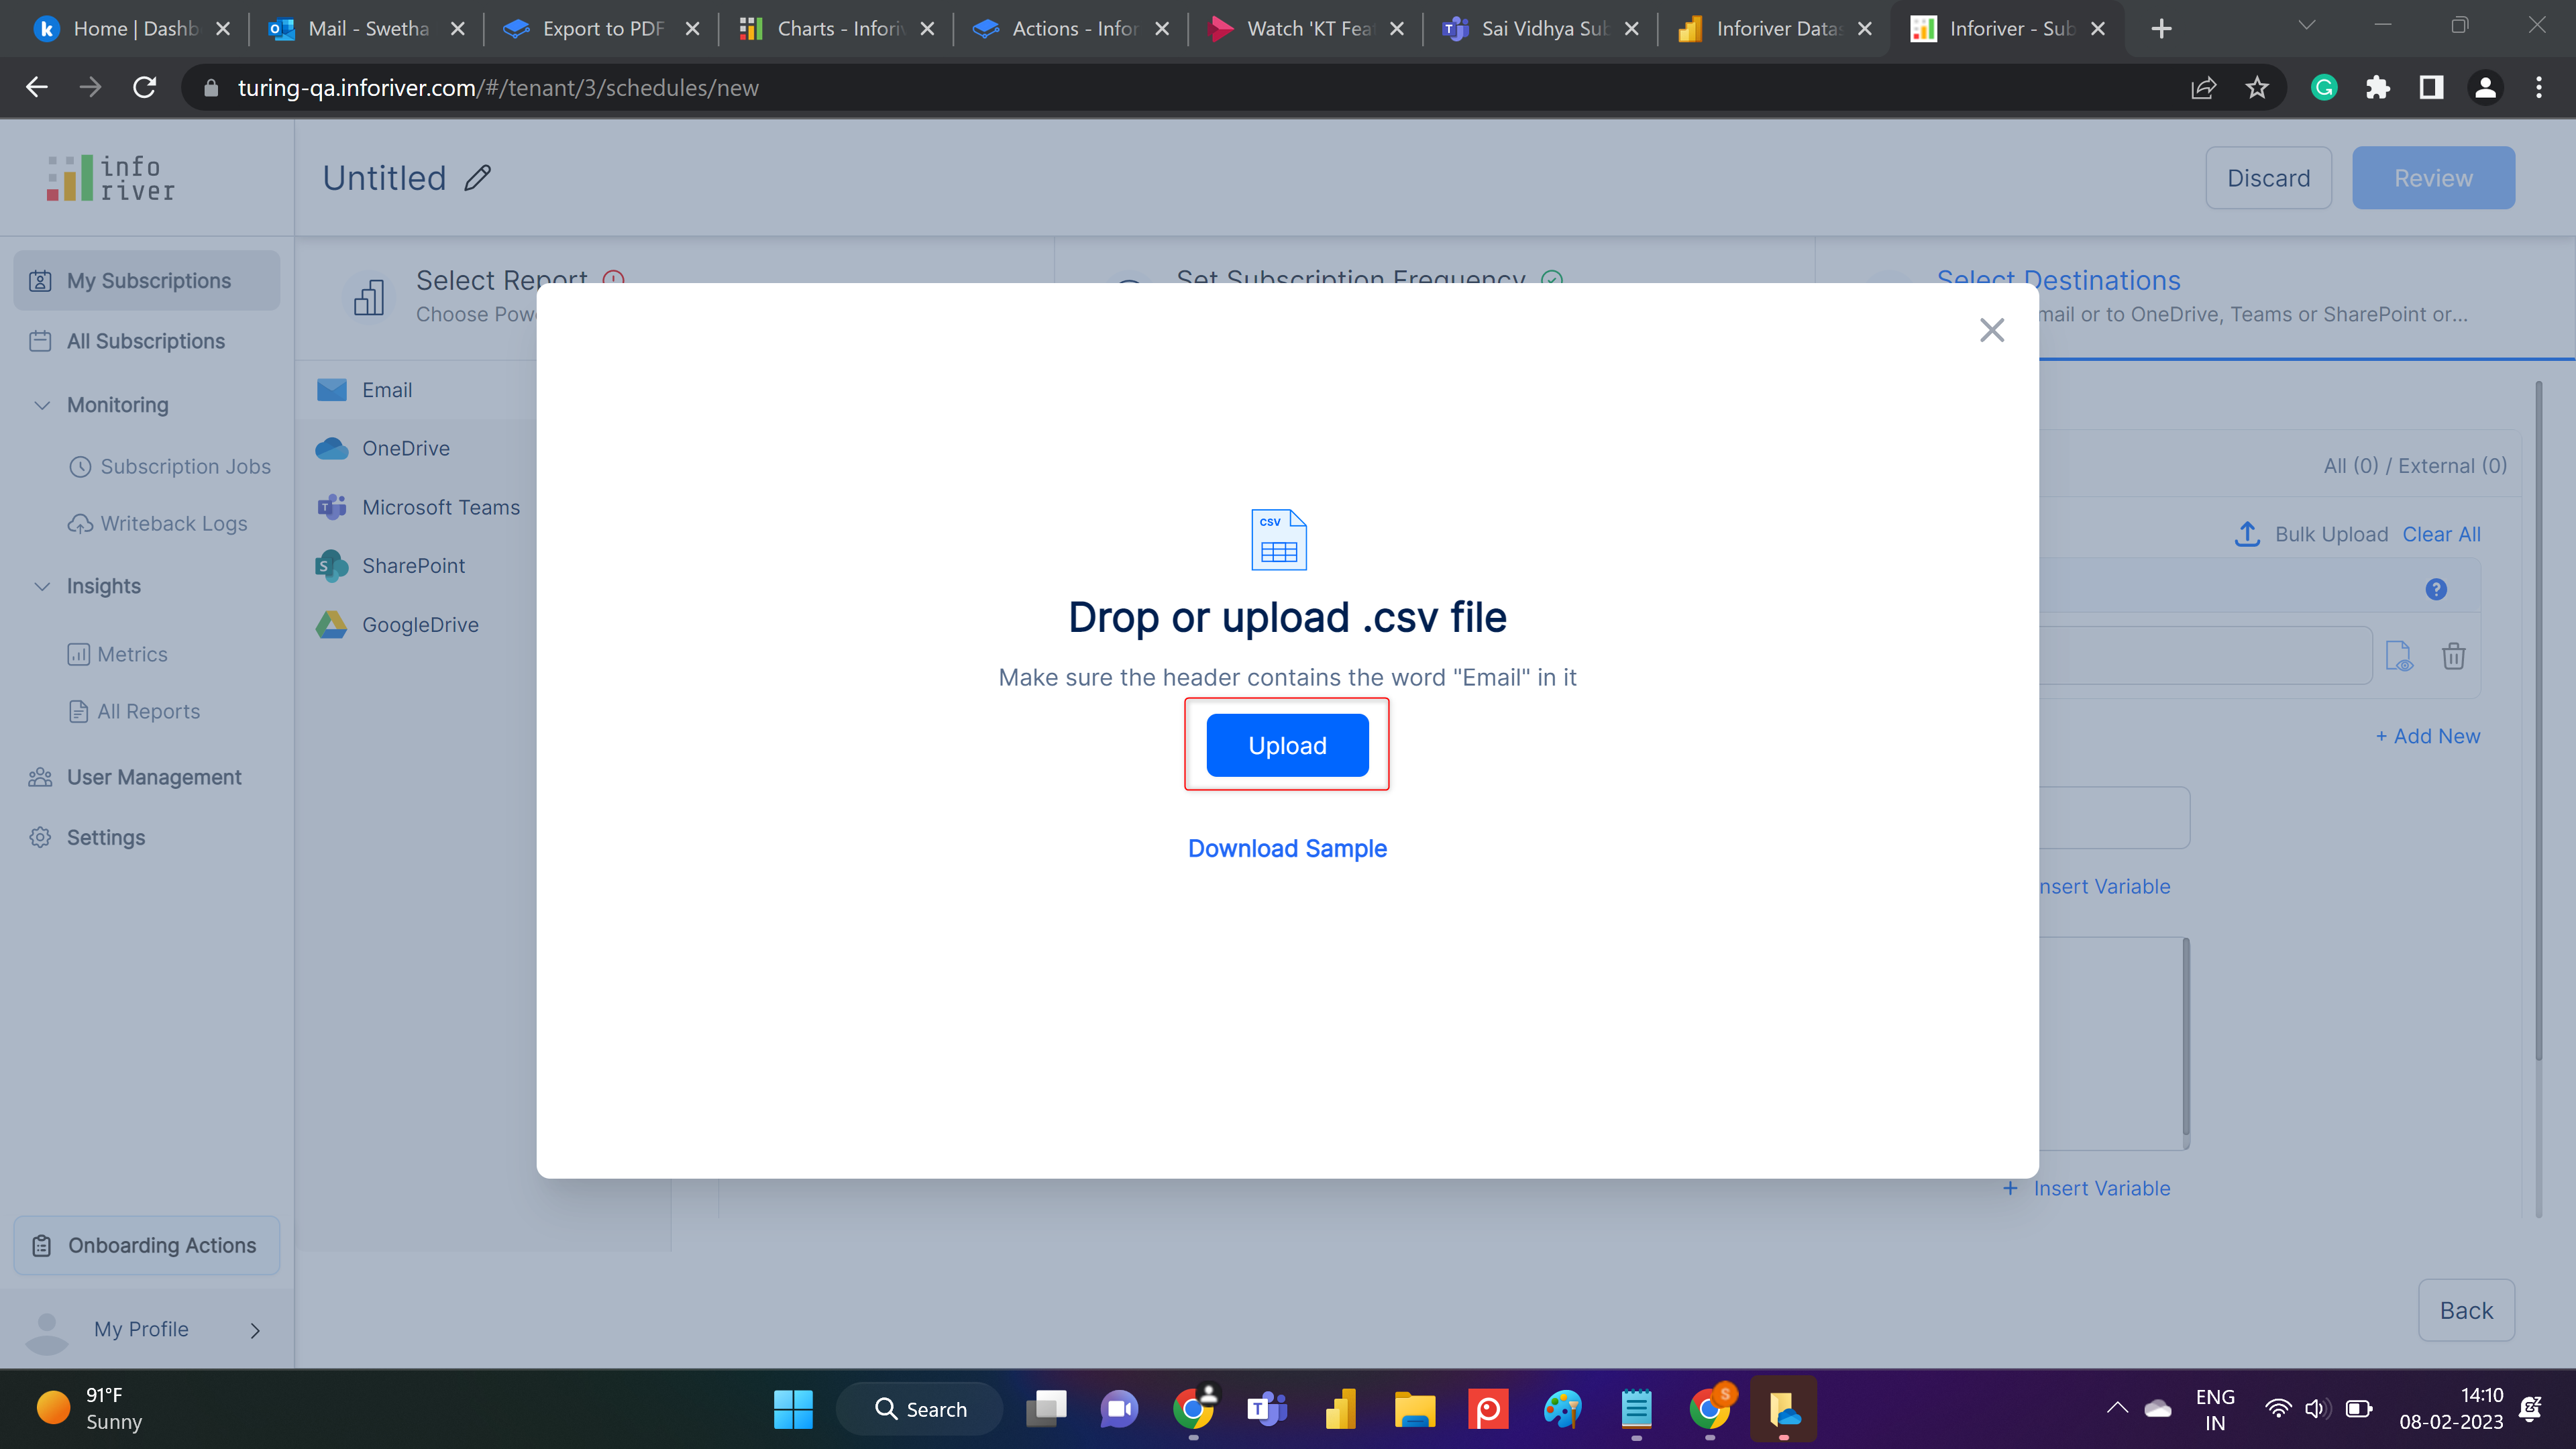 Home | Dashb
Mail - Swetha
Export to PDF
Charts - Inforiv
Actions - Infor
Watch 'KT Feat
Sai Vidhya Sub
Inforiver Datas
Inforiver - Sub
turing-qa.inforiver.com/#/tenant/3/schedules/new
info
river
Untitled
Discard
Review
My Subscriptions
All Subscriptions
Monitoring
Subscription Jobs
Writeback Logs
Insights
Metrics
All Reports
User Management
Settings
Onboarding Actions
My Profile
Select Report
Choose Pow
Set Subscription Frequency
Select Destinations
mail or to OneDrive, Teams or SharePoint or...
Email
OneDrive
Microsoft Teams
SharePoint
GoogleDrive
All (0) / External (0)
Bulk Upload Clear All
+ Add New
nsert Variable
+ Insert Variable
Back
CSV
Drop or upload .csv file
Make sure the header contains the word "Email" in it
Upload
Download Sample
91°F
Sunny
Search
ENG
IN
14:10
08-02-2023